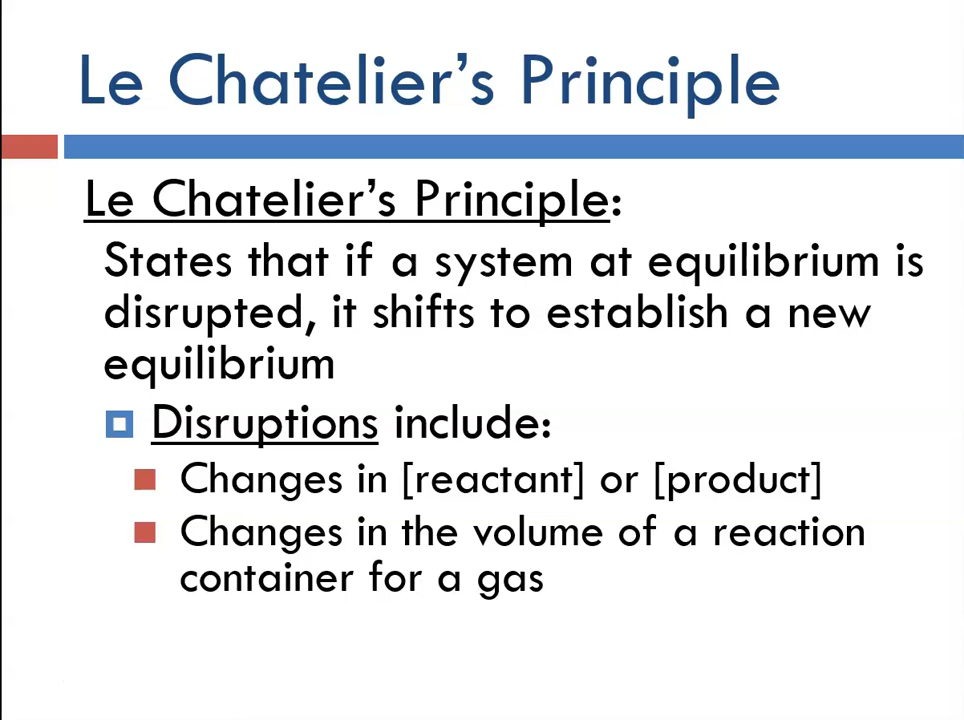 Le Chatelier’s Principle
Le Chatelier’s Principle:
States that if a system at equilibrium is
disrupted, it shifts to establish a new
equilibrium
Disruptions include:
Changes in [reactant] or [product]
Changes in the volume of a reaction
container for a gas